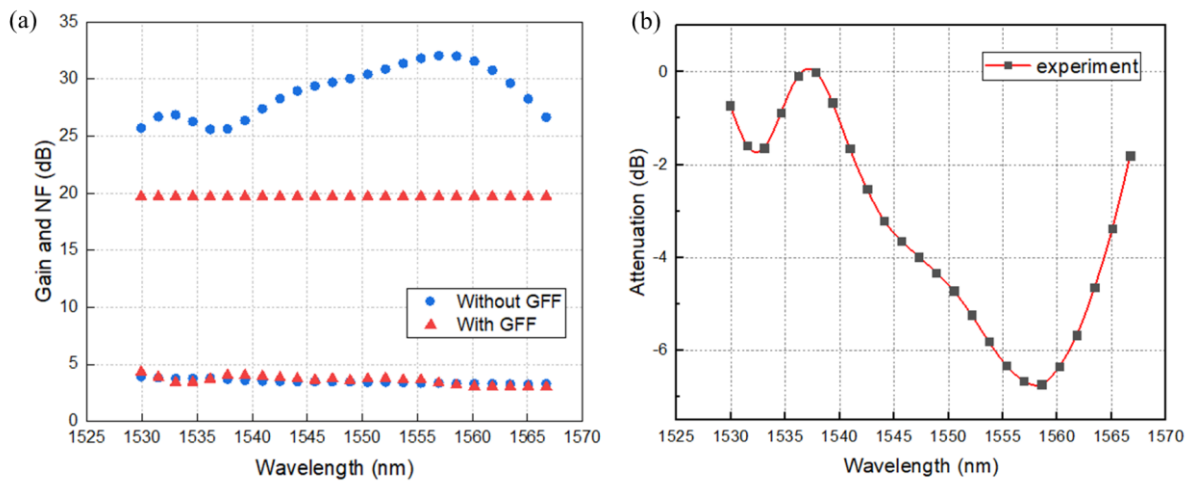 (a)
35
30
25
20
15
10
5
0
Gain and NF (dB)
Without GFF
With GFF
1525 1530 1535 1540 1545 1550 1555 1560 1565 1570
Wavelength (nm)
(b)
0
-2
-4
-6
Attenuation (dB)
experiment
1525 1530 1535 1540 1545 1550 1555 1560 1565 1570
Wavelength (nm)